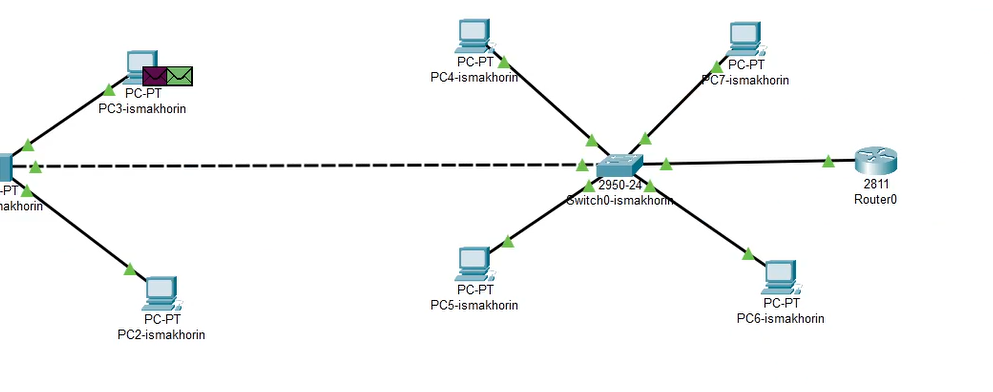 PC-PT
PC3-ismakhorin
PC-PT
PC4-ismakhorin
PC-PT
PC7-ismakhorin
-PT
makhorin
2950-24
Switch0-ismakhorin
2811
Router0
PC-PT
PC2-ismakhorin
PC-PT
PC5-ismakhorin
PC-PT
PC6-ismakhorin